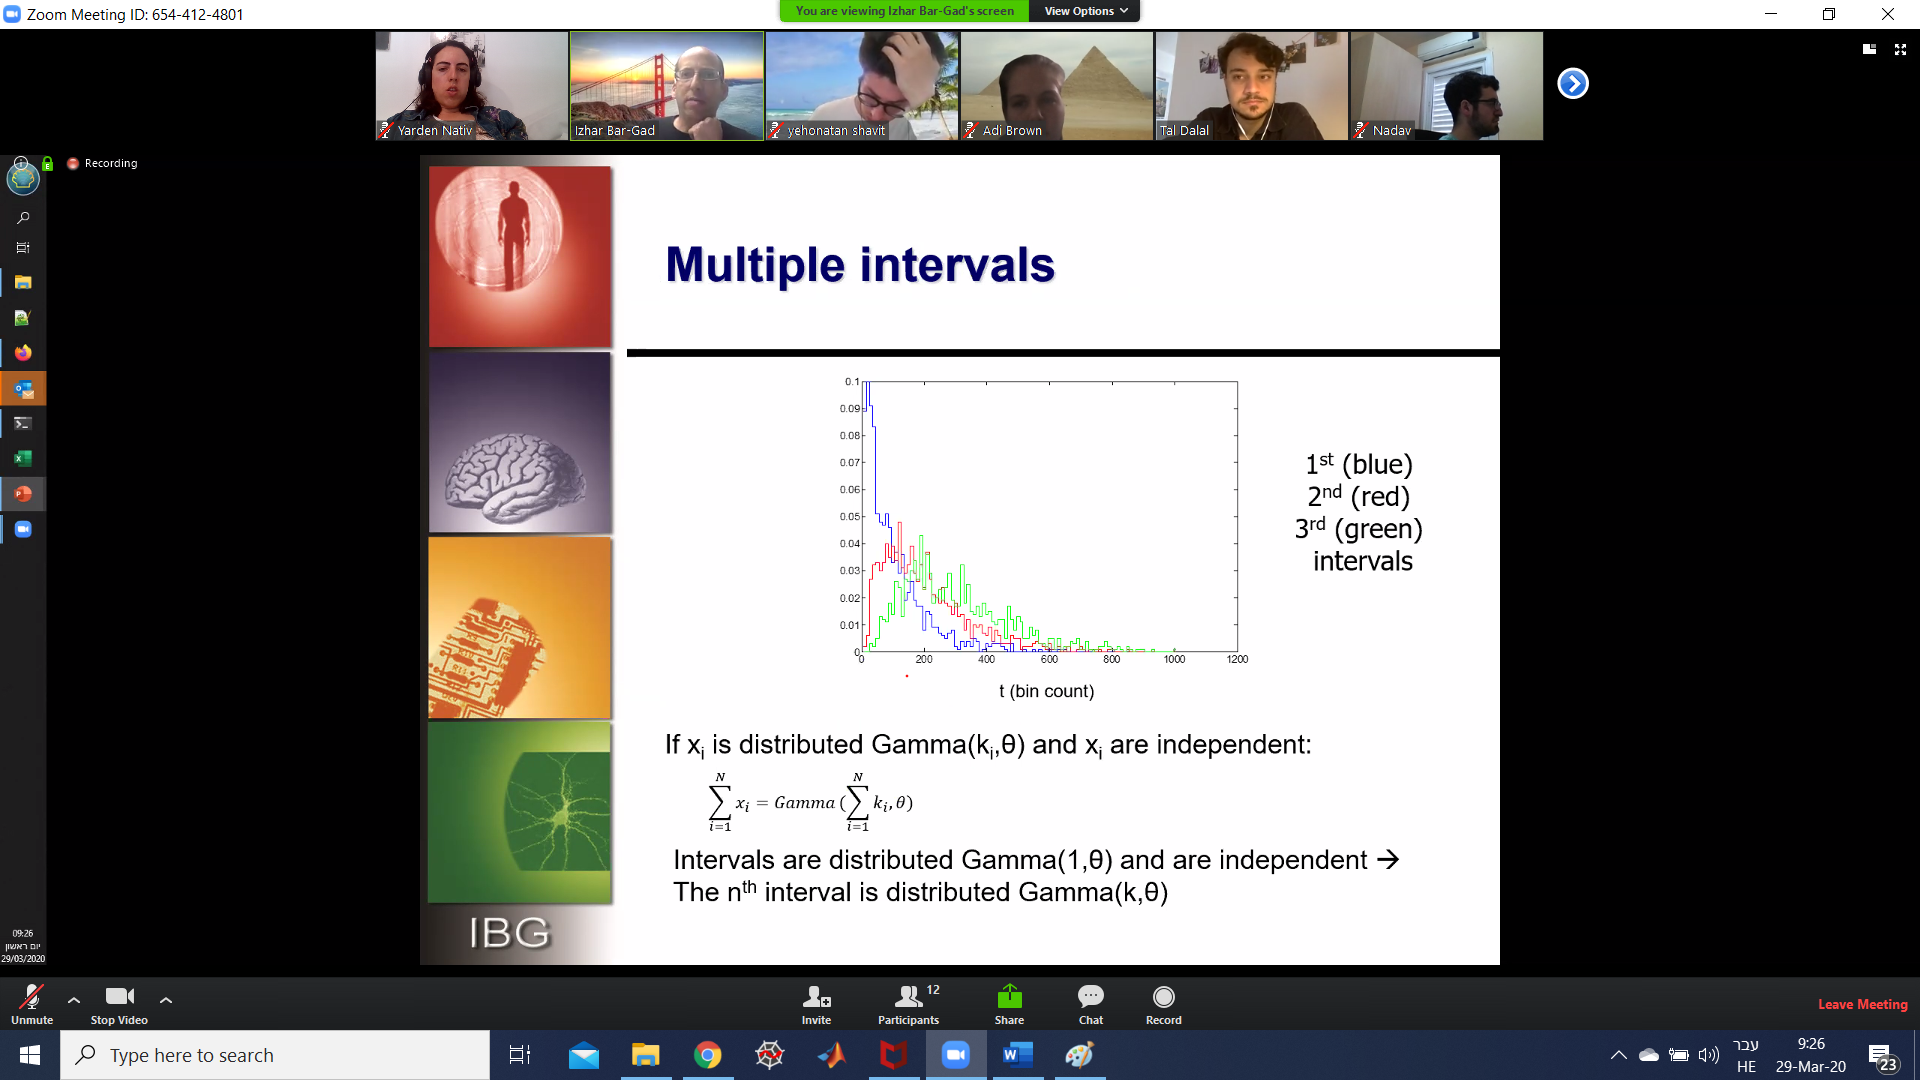 Zoom Meeting ID: 654-412-4801
You are viewing Izhar Bar-Gad's screen
View Options
Yarden Nativ
Izhar Bar-Gad
yehonatan shavit
Adi Brown
Tal Dalal
Nadav
Recording
Multiple intervals
0.1
0.09
0.08
0.07
0.06
0.05
0.04
0.03
0.02
0.01
0
0 200 400 600 800 1000 1200
t (bin count)
1st (blue)
2nd (red)
3rd (green)
intervals
If xi is distributed Gamma(ki,θ) and xi are independent:
∑_{i=1}^{N} xi = Gamma (∑_{i=1}^{N} ki, θ)
Intervals are distributed Gamma(1,θ) and are independent →
The nth interval is distributed Gamma(k,θ)
IBG
09:26
יום ראשון
29/03/2020
Unmute
Stop Video
Invite
Participants
12
Share
Chat
Record
Leave Meeting
Type here to search
עבר
HE
9:26
29-Mar-20
23